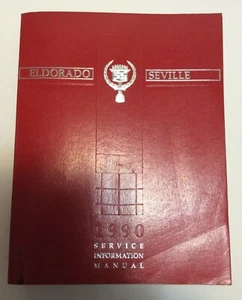 ELDORADO SEVILLE
1990
SERVICE
INFORMATION
MANUAL